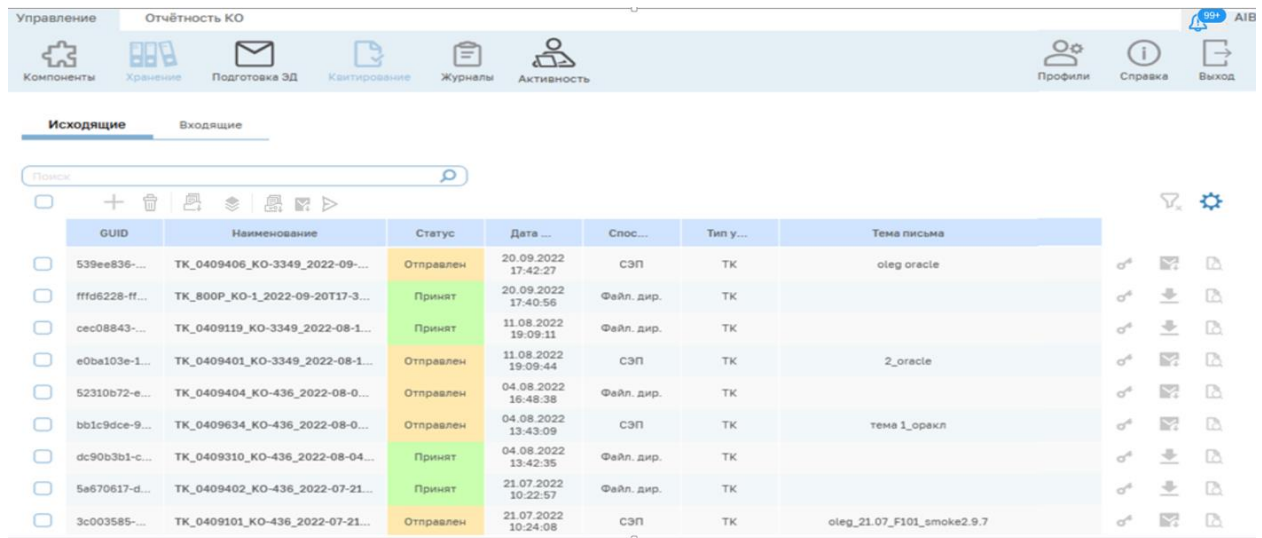 Управление Отчётность КО 99+ AIB
Компоненты Хранение Подготовка ЭД Квитирование Журналы Активность Профили Справка Выход
Исходящие Входящие
Поиск
GUID Наименование Статус Дата ... Спос... Тип у... Тема письма
539ee836-... TK_0409406_KO-3349_2022-09-... Отправлен 20.09.2022 17:42:27 СЭП ТК oleg oracle
fffd6228-ff... TK_800P_KO-1_2022-09-20T17-3... Принят 20.09.2022 17:40:56 Файл. дир. ТК
cec08843-... TK_0409119_KO-3349_2022-08-1... Принят 11.08.2022 19:09:11 Файл. дир. ТК
e0ba103e-1... TK_0409401_KO-3349_2022-08-1... Отправлен 11.08.2022 19:09:44 СЭП ТК 2_oracle
52310b72-e... TK_0409404_KO-436_2022-08-0... Отправлен 04.08.2022 16:48:38 Файл. дир. ТК
bb1c9dce-9... TK_0409634_KO-436_2022-08-0... Отправлен 04.08.2022 13:43:09 СЭП ТК тема 1_оракл
dc90b3b1-c... TK_0409310_KO-436_2022-08-04... Принят 04.08.2022 13:42:35 Файл. дир. ТК
5a670617-d... TK_0409402_KO-436_2022-07-21... Принят 21.07.2022 10:22:57 Файл. дир. ТК
3c003585-... TK_0409101_KO-436_2022-07-21... Отправлен 21.07.2022 10:24:08 СЭП ТК oleg_21.07_F101_smoke2.9.7